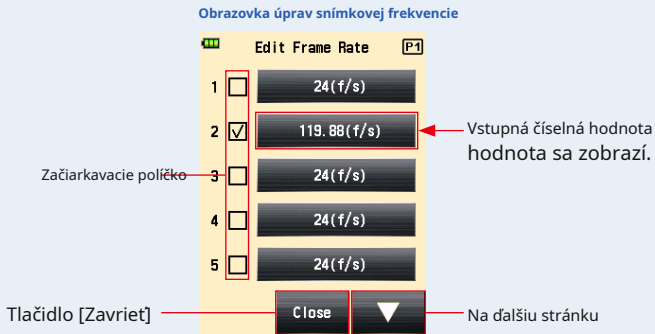 Obrazovka úprav snímkovej frekvencie
Edit Frame Rate P1
1 24(f/s)
2 119.88(f/s)
Vstupná číselná hodnota
hodnota sa zobrazí.
Začiarkavacie políčko
3 24(f/s)
4 24(f/s)
5 24(f/s)
Tlačidlo [Zavrieť]
Close
Na ďalšiu stránku